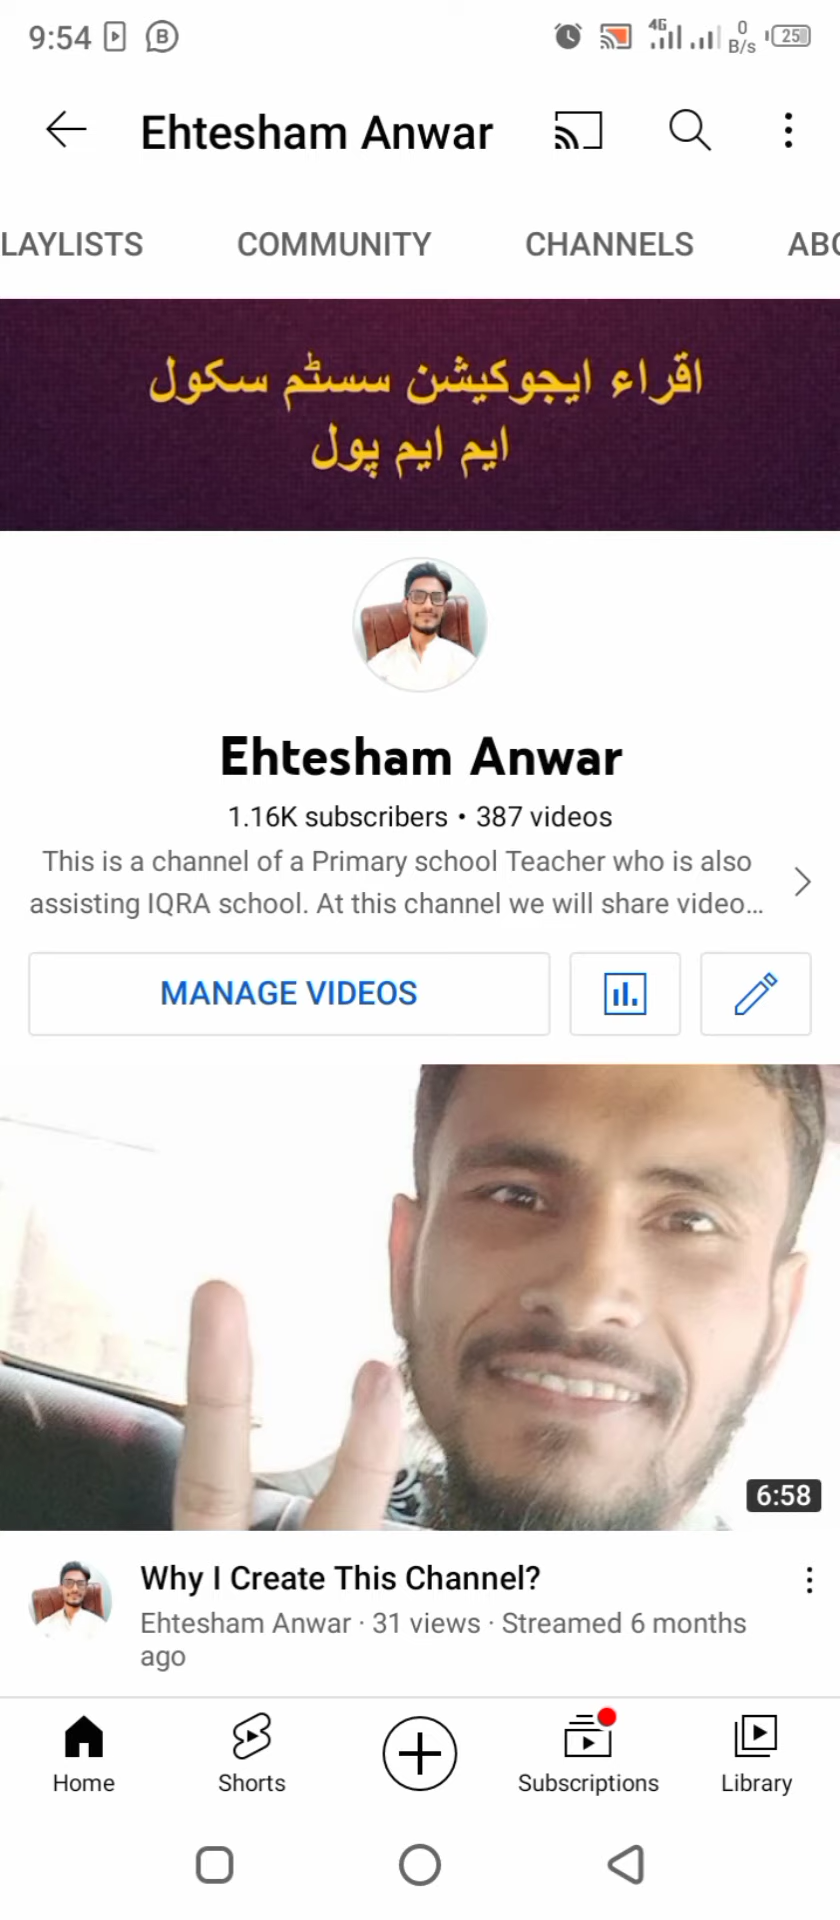 9:54
4G
0
B/s
25
Ehtesham Anwar
LAYLISTS COMMUNITY CHANNELS ABO
اقراء ایجوکیشن سسٹم سکول
ایم ایم پول
Ehtesham Anwar
1.16K subscribers • 387 videos
This is a channel of a Primary school Teacher who is also
assisting IQRA school. At this channel we will share video...
MANAGE VIDEOS
6:58
Why I Create This Channel?
Ehtesham Anwar · 31 views · Streamed 6 months
ago
Home Shorts Subscriptions Library